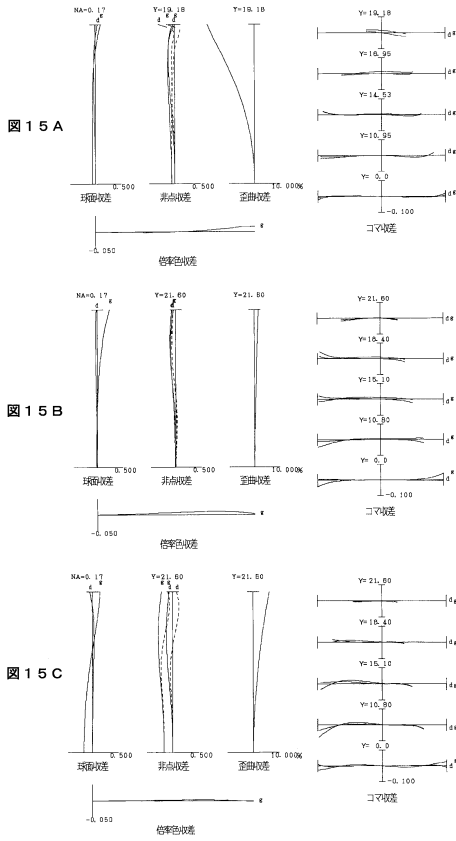 図15A
NA=0.17
d g
0.500
球面収差
Y=19.18
d g
0.500
非点収差
Y=19.18
10.000%
歪曲収差
-0.050
g
倍率色収差
Y=19.18
d g
Y=16.95
d g
Y=14.53
d g
Y=10.95
d g
Y= 0.0
d g
-0.100
コマ収差
図15B
NA=0.17
d g
0.500
球面収差
Y=21.60
g
d
0.500
非点収差
Y=21.60
10.000%
歪曲収差
-0.050
g
倍率色収差
Y=21.60
d g
Y=18.40
d g
Y=15.10
d g
Y=10.80
d g
Y= 0.0
g
d
-0.100
コマ収差
図15C
NA=0.17
d g
0.500
球面収差
Y=21.60
g g
d d
0.500
非点収差
Y=21.60
10.000%
歪曲収差
-0.050
g
倍率色収差
Y=21.60
d g
Y=18.40
d g
Y=15.10
d g
Y=10.80
d g
Y= 0.0
d g
-0.100
コマ収差